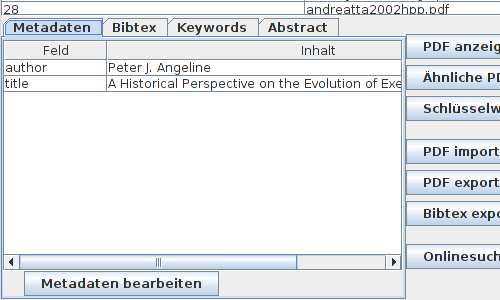 28 andreatta2002hpp.pdf
Metadaten Bibtex Keywords Abstract
Feld Inhalt
author Peter J. Angeline
title A Historical Perspective on the Evolution of Exe
PDF anzeig
Ähnliche PD
Schlüsselw
PDF import
PDF export
Bibtex expo
Onlinesuch
Metadaten bearbeiten